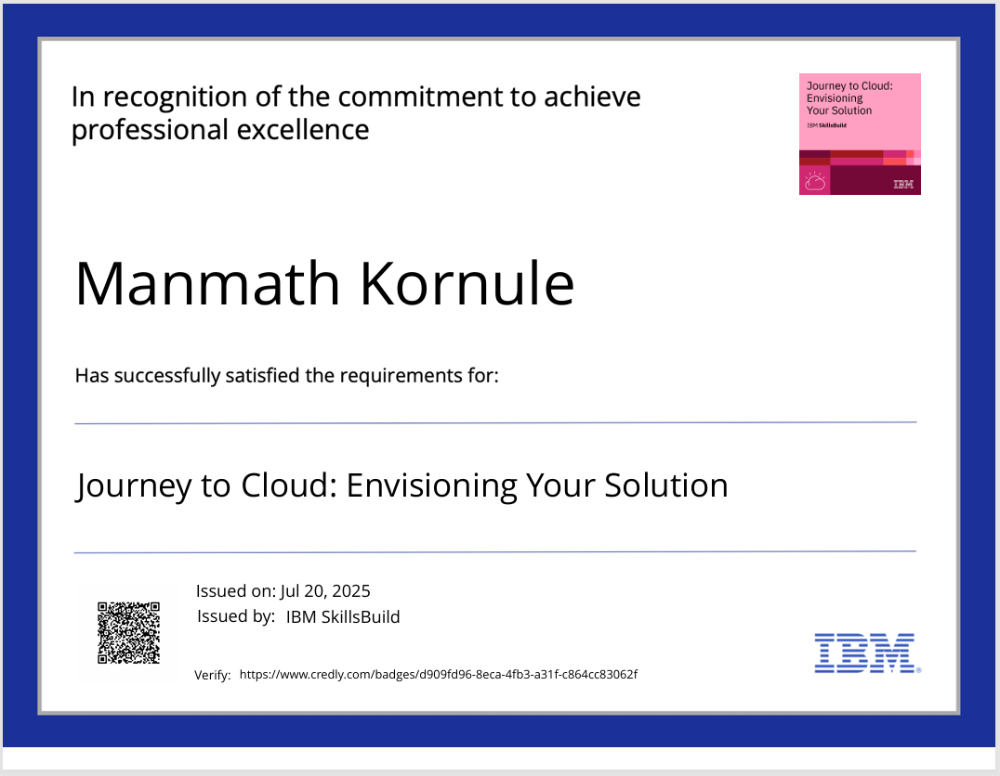 In recognition of the commitment to achieve
professional excellence
Journey to Cloud:
Envisioning
Your Solution
IBM SkillsBuild
IBM
Manmath Kornule
Has successfully satisfied the requirements for:
Journey to Cloud: Envisioning Your Solution
Issued on: Jul 20, 2025
Issued by: IBM SkillsBuild
Verify: https://www.credly.com/badges/d909fd96-8eca-4fb3-a31f-c864cc83062f
IBM®